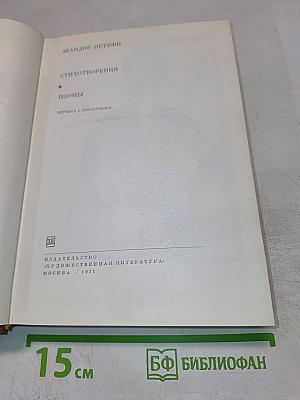 ШАНДОР ПЕТЕФИ
СТИХОТВОРЕНИЯ
*
ПОЭМЫ
ПЕРЕВОД С ВЕНГЕРСКОГО
ИЗДАТЕЛЬСТВО
«ХУДОЖЕСТВЕННАЯ ЛИТЕРАТУРА»
МОСКВА · 1971
15 см
БФ БИБЛИОФАН